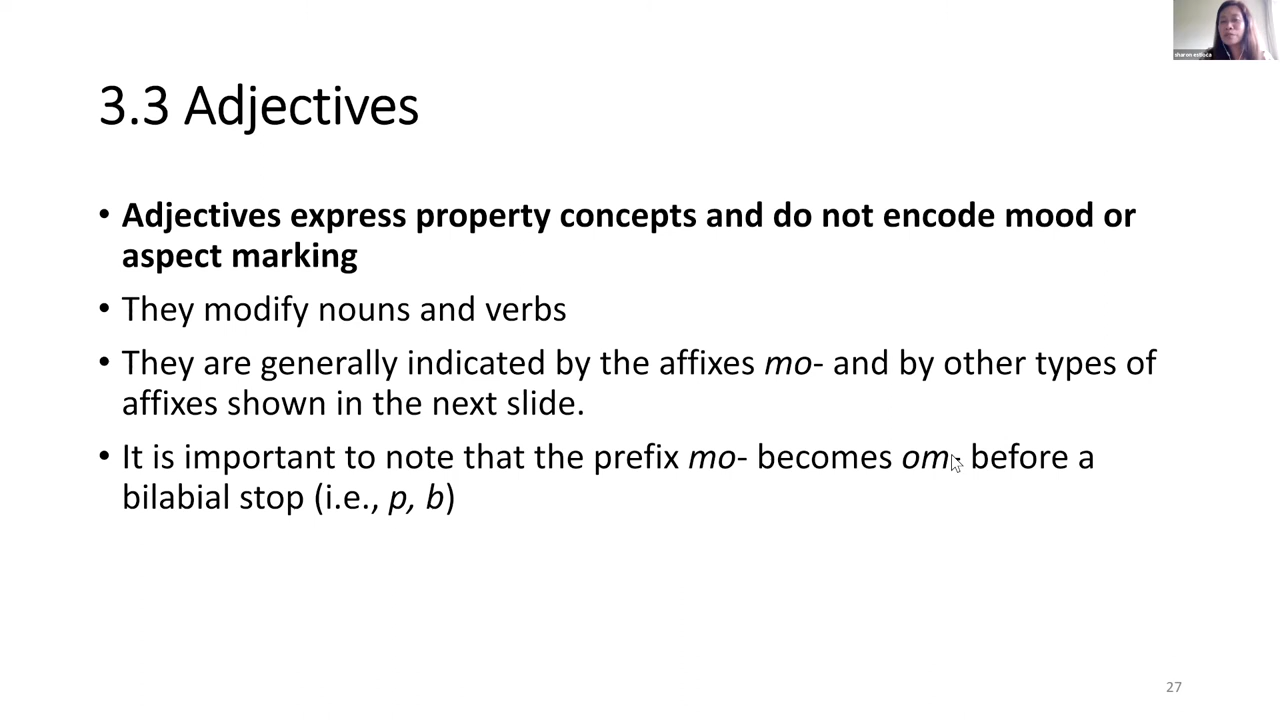 sharon estioca
3.3 Adjectives
• Adjectives express property concepts and do not encode mood or
aspect marking
• They modify nouns and verbs
• They are generally indicated by the affixes mo- and by other types of
affixes shown in the next slide.
• It is important to note that the prefix mo- becomes om- before a
bilabial stop (i.e., p, b)
27